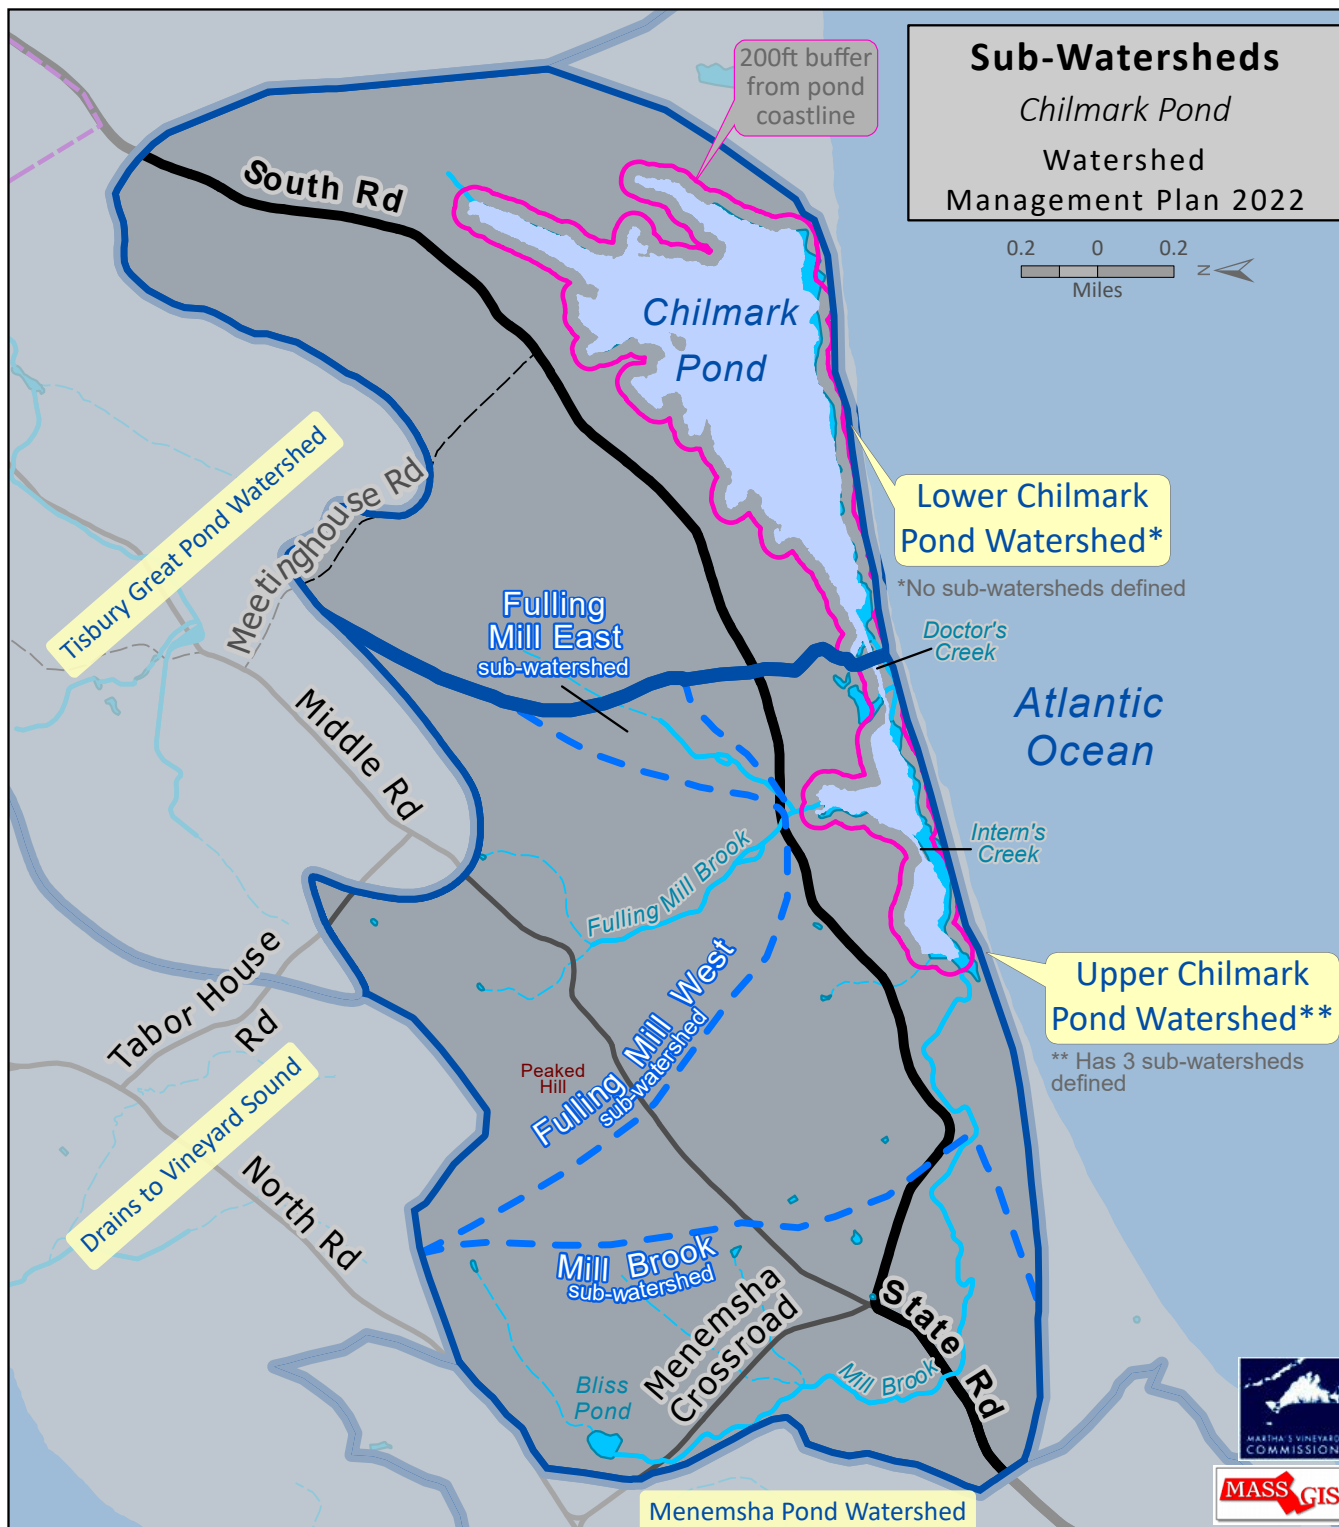 Sub-Watersheds
Chilmark Pond
Watershed
Management Plan 2022
0.2 0 0.2
Miles
N
200ft buffer
from pond
coastline
South Rd
Chilmark
Pond
Lower Chilmark
Pond Watershed*
*No sub-watersheds defined
Tisbury Great Pond Watershed
Meetinghouse Rd
Fulling
Mill East
sub-watershed
Doctor's
Creek
Atlantic
Ocean
Middle Rd
Intern's
Creek
Fulling Mill Brook
Upper Chilmark
Pond Watershed**
** Has 3 sub-watersheds
defined
Tabor House
Rd
Fulling Mill West
sub-watershed
Peaked
Hill
Drains to Vineyard Sound
North Rd
Mill Brook
sub-watershed
Menemsha
Crossroad
State Rd
Mill Brook
Bliss
Pond
MARTHA'S VINEYARD
COMMISSION
MASS GIS
Menemsha Pond Watershed